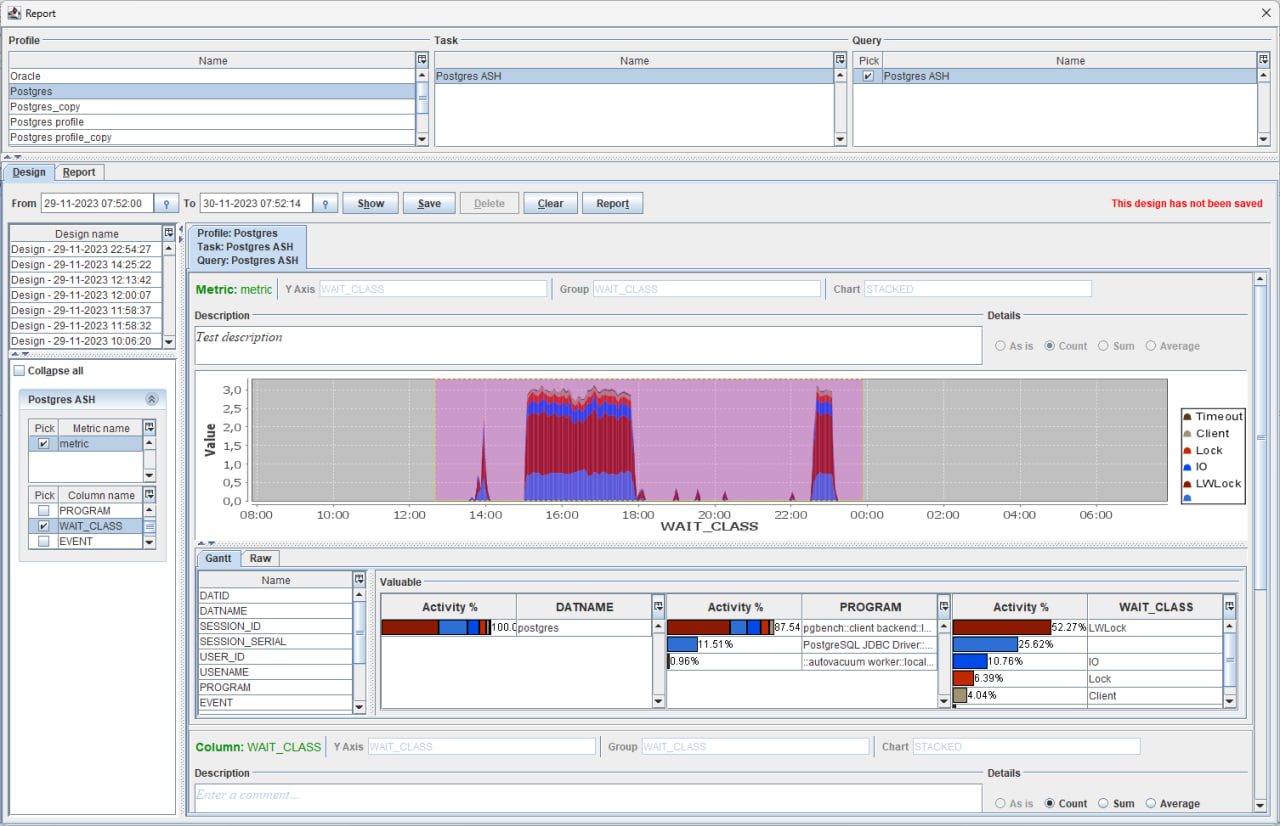 Report
Profile
Task
Query
Name
Name
Pick Name
Oracle
Postgres
Postgres_copy
Postgres profile
Postgres profile_copy
Postgres ASH
Postgres ASH
Design Report
From 29-11-2023 07:52:00 To 30-11-2023 07:52:14 Show Save Delete Clear Report This design has not been saved
Design name
Design - 29-11-2023 22:54:27
Design - 29-11-2023 14:25:22
Design - 29-11-2023 12:13:42
Design - 29-11-2023 12:00:07
Design - 29-11-2023 11:58:37
Design - 29-11-2023 11:58:32
Design - 29-11-2023 10:06:20
Collapse all
Postgres ASH
Pick Metric name
metric
Pick Column name
PROGRAM
WAIT_CLASS
EVENT
Profile: Postgres
Task: Postgres ASH
Query: Postgres ASH
Metric: metric Y Axis WAIT_CLASS Group WAIT_CLASS Chart STACKED
Description
Test description
Details
As is Count Sum Average
Value
3,0
2,5
2,0
1,5
1,0
0,5
0,0
08:00 10:00 12:00 14:00 16:00 18:00 20:00 22:00 00:00 02:00 04:00 06:00
WAIT_CLASS
Timeout
Client
Lock
IO
LWLock
Gantt Raw
Name
DATID
DATNAME
SESSION_ID
SESSION_SERIAL
USER_ID
USENAME
PROGRAM
EVENT
Valuable
Activity % DATNAME
100.0 postgres
Activity % PROGRAM
87.54 pgbench::client backend::l...
11.51% PostgreSQL JDBC Driver::...
0.96% ::autovacuum worker::local...
Activity % WAIT_CLASS
52.27% LWLock
25.62%
10.76% IO
6.39% Lock
4.04% Client
Column: WAIT_CLASS Y Axis WAIT_CLASS Group WAIT_CLASS Chart STACKED
Description
Enter a comment...
Details
As is Count Sum Average